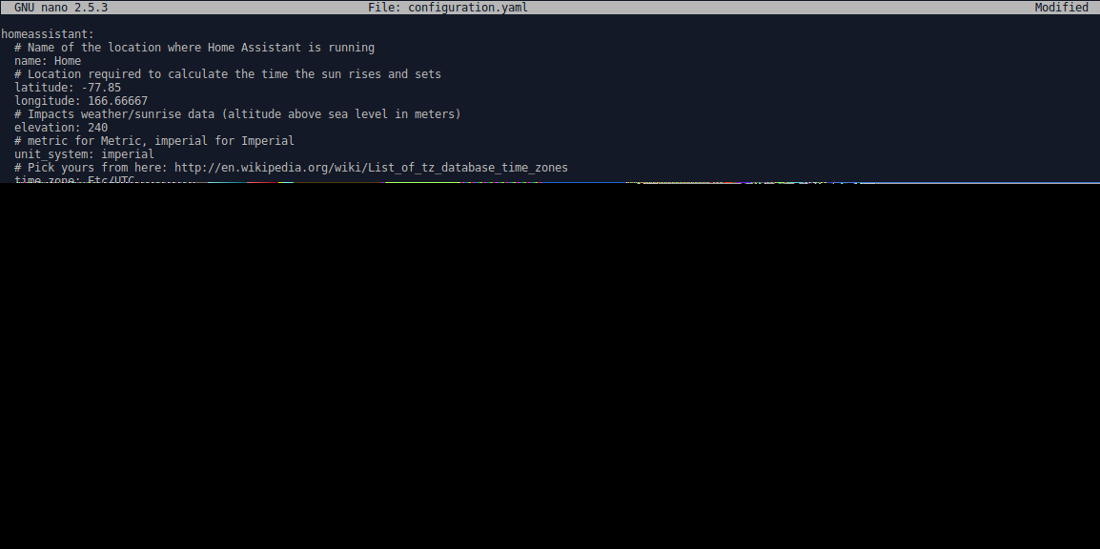 GNU nano 2.5.3 File: configuration.yaml Modified
homeassistant:
# Name of the location where Home Assistant is running
name: Home
# Location required to calculate the time the sun rises and sets
latitude: -77.85
longitude: 166.66667
# Impacts weather/sunrise data (altitude above sea level in meters)
elevation: 240
# metric for Metric, imperial for Imperial
unit_system: imperial
# Pick yours from here: http://en.wikipedia.org/wiki/List_of_tz_database_time_zones
time_zone: Etc/UTC